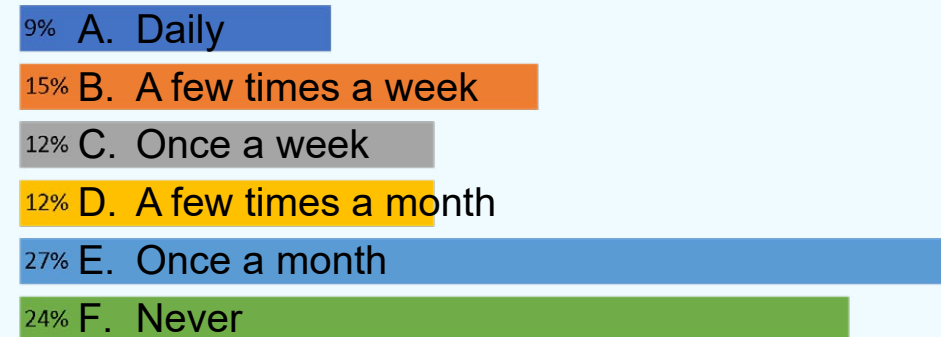 9% A. Daily
15% B. A few times a week
12% C. Once a week
12% D. A few times a month
27% E. Once a month
24% F. Never